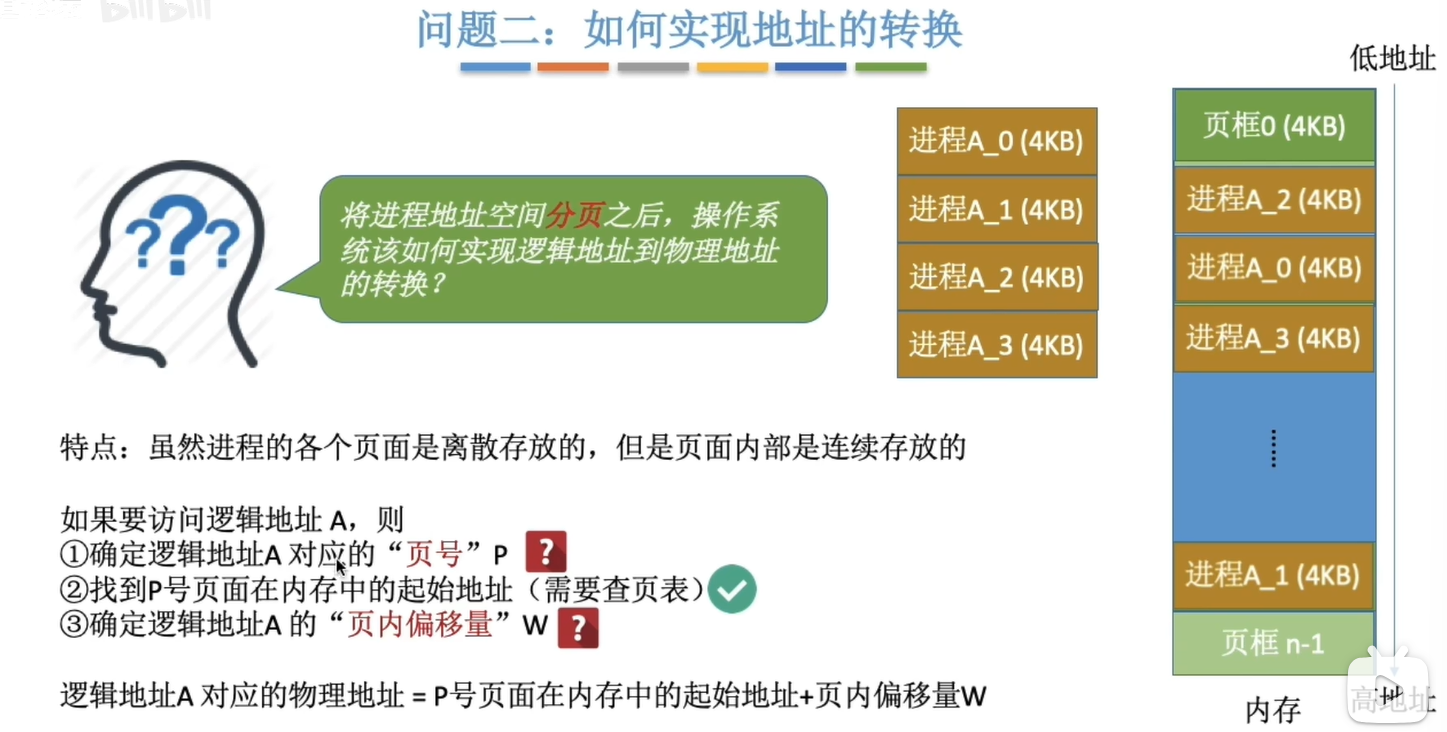 问题二：如何实现地址的转换
将进程地址空间分页之后，操作系
统该如何实现逻辑地址到物理地址
的转换？
进程A_0 (4KB)
进程A_1 (4KB)
进程A_2 (4KB)
进程A_3 (4KB)
低地址
页框0 (4KB)
进程A_2 (4KB)
进程A_0 (4KB)
进程A_3 (4KB)
进程A_1 (4KB)
页框 n-1
内存
高地址
特点：虽然进程的各个页面是离散存放的，但是页面内部是连续存放的
如果要访问逻辑地址 A，则
①确定逻辑地址A 对应的“页号”P
②找到P号页面在内存中的起始地址（需要查页表）
③确定逻辑地址A 的“页内偏移量”W
逻辑地址A 对应的物理地址 = P号页面在内存中的起始地址+页内偏移量W